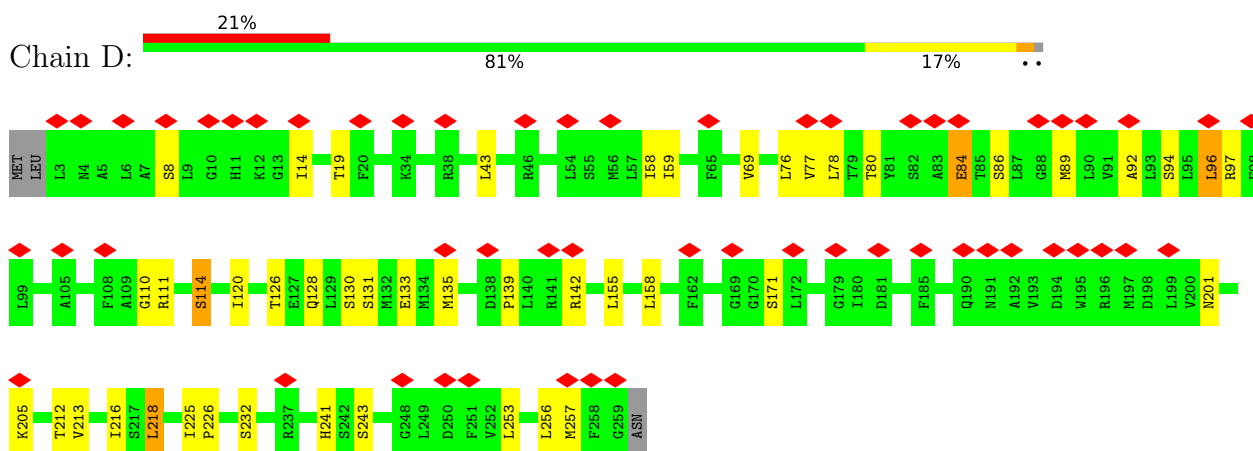 21%
Chain D:
81% 17% • •
MET LEU L3 N4 A5 L6 A7 S8 L9 G10 H11 K12 G13 I14 T19 F20 K34 R38 L43 R46 L54 S55 M56 L57 I58 I59 F65 V69 L76 V77 L78 T79 T80 Y81 S82 A83 E84 T85 S86 L87 G88 M89 L90 V91 A92 L93 S94 L95 L96 R97
L99 A105 F108 A109 G110 R111 S114 I120 T126 E127 Q128 L129 S130 S131 M132 E133 M134 M135 D138 P139 L140 R141 R142 L155 L158 F162 G169 G170 S171 L172 G179 I180 D181 F185 Q190 N191 A192 V193 D194 W195 R196 M197 D198 L199 V200 N201
K205 T212 V213 I216 S217 L218 I225 P226 S232 R237 H241 S242 S243 G248 L249 D250 F251 V252 L253 L256 M257 F258 G259 ASN